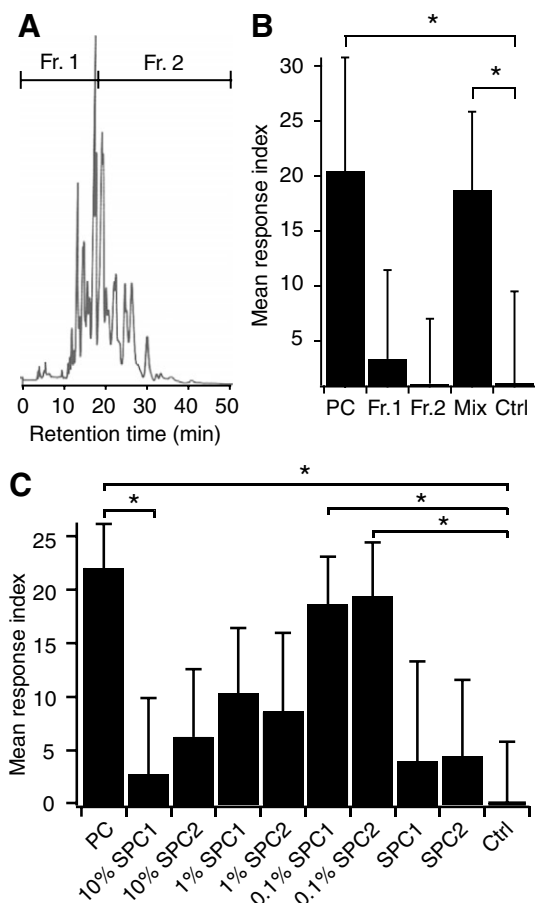 A
Fr. 1
Fr. 2
0 10 20 30 40 50
Retention time (min)
B
*
*
Mean response index
30
25
20
15
10
5
PC Fr.1 Fr.2 Mix Ctrl
C
*
*
*
*
Mean response index
25
20
15
10
5
0
PC
10% SPC1
10% SPC2
1% SPC1
1% SPC2
0.1% SPC1
0.1% SPC2
SPC1
SPC2
Ctrl